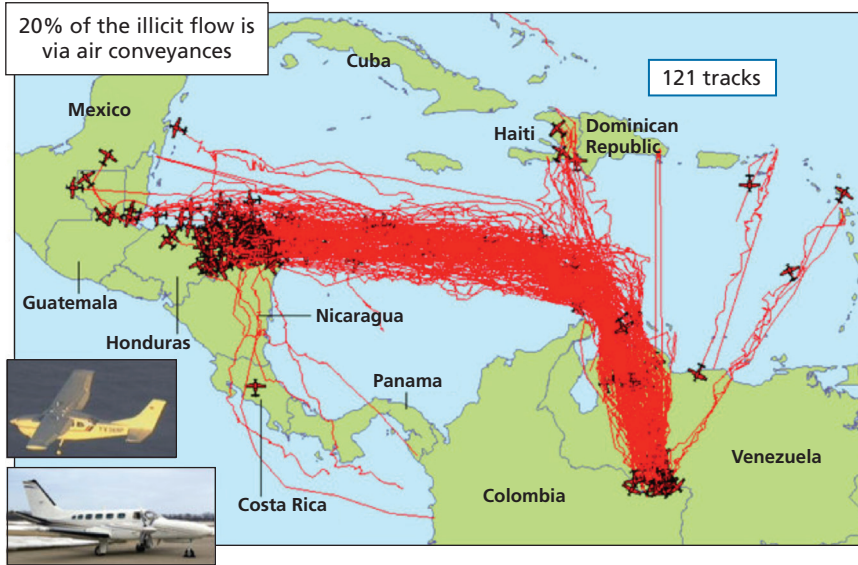 20% of the illicit flow is
via air conveyances
Cuba
121 tracks
Mexico
Haiti
Dominican
Republic
Guatemala
Nicaragua
Honduras
Panama
Venezuela
Colombia
Costa Rica